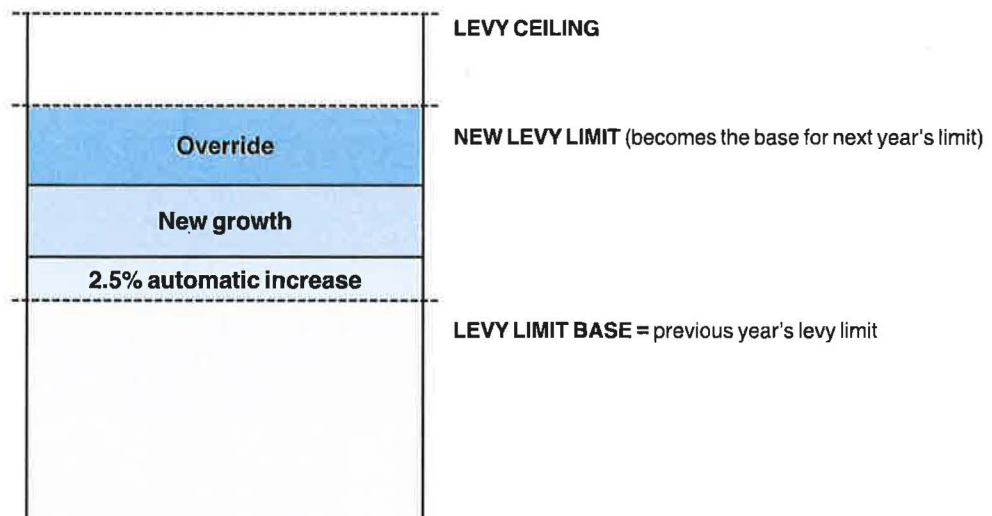 LEVY CEILING
Override
NEW LEVY LIMIT (becomes the base for next year's limit)
New growth
2.5% automatic increase
LEVY LIMIT BASE = previous year's levy limit